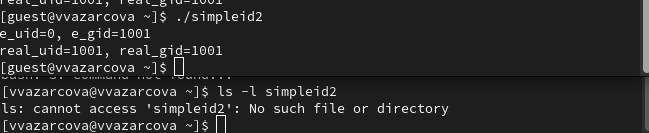 real_uid=1001, real_gid=1001
[guest@vvazarcova ~]$ ./simpleid2
e_uid=0, e_gid=1001
real_uid=1001, real_gid=1001
[guest@vvazarcova ~]$
[vvazarcova@vvazarcova ~]$ ls -l simpleid2
ls: cannot access 'simpleid2': No such file or directory
[vvazarcova@vvazarcova ~]$